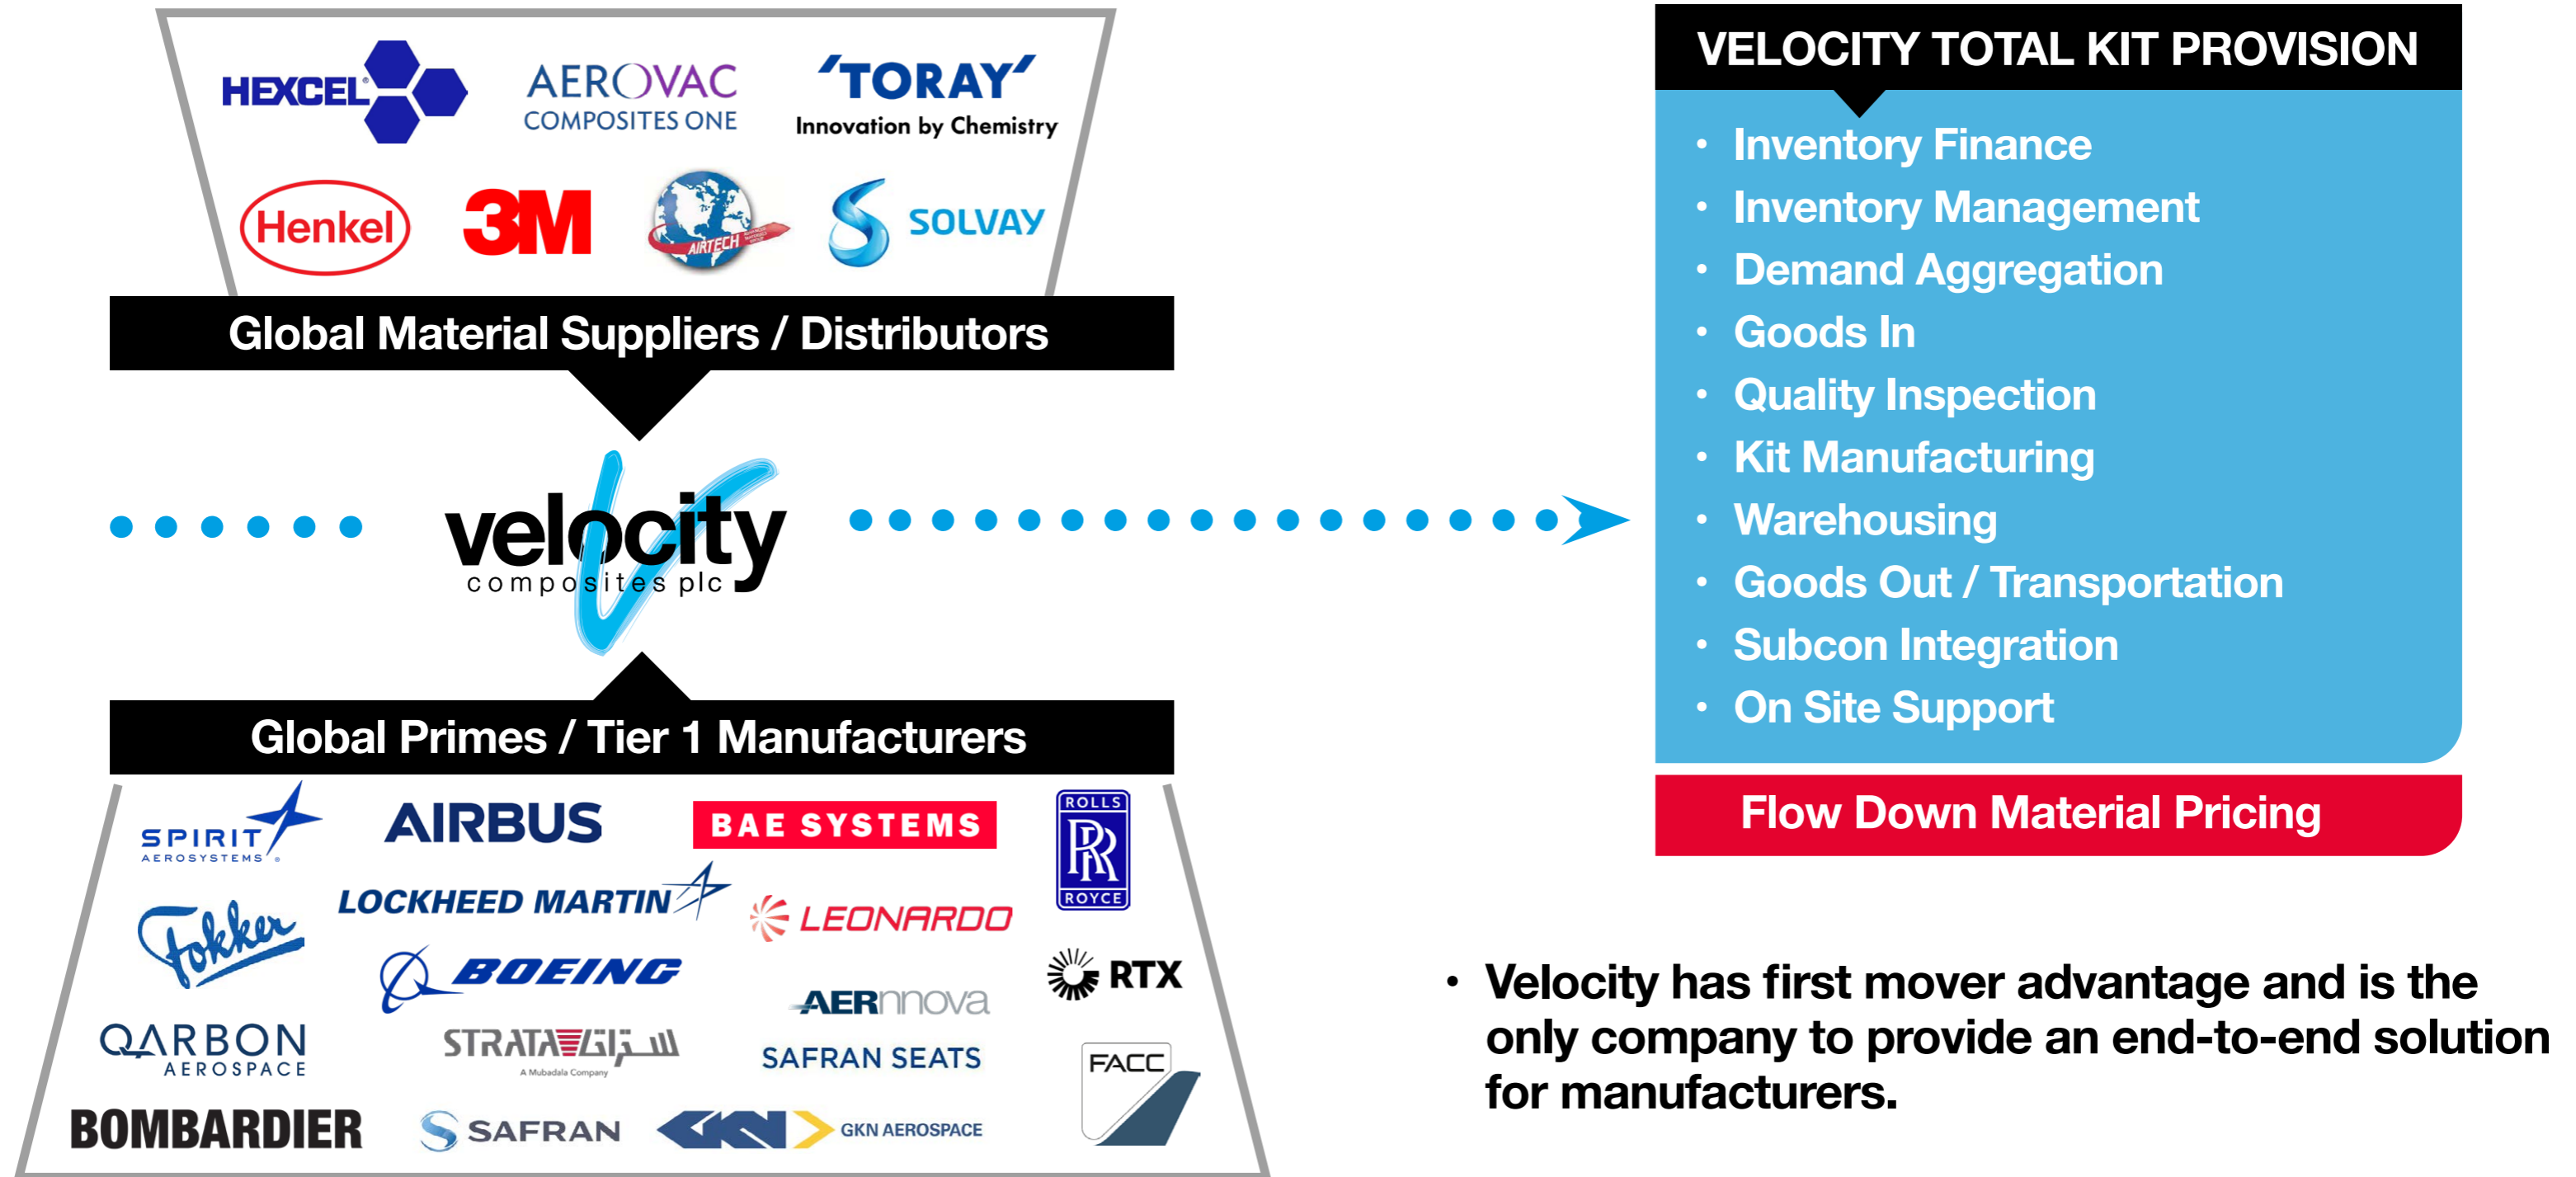 HEXCEL
AEROVAC
COMPOSITES ONE
'TORAY'
Innovation by Chemistry
Henkel
3M
AIRTECH
SOLVAY
Global Material Suppliers / Distributors
velocity
composites plc
Global Primes / Tier 1 Manufacturers
SPIRIT
AEROSYSTEMS
AIRBUS
BAE SYSTEMS
ROLLS
RR
ROYCE
Fokker
LOCKHEED MARTIN
LEONARDO
BOEING
AERnnova
RTX
QARBON
AEROSPACE
STRATA ستراتا
A Mubadala Company
SAFRAN SEATS
FACC
BOMBARDIER
SAFRAN
GKN
GKN AEROSPACE
VELOCITY TOTAL KIT PROVISION
• Inventory Finance
• Inventory Management
• Demand Aggregation
• Goods In
• Quality Inspection
• Kit Manufacturing
• Warehousing
• Goods Out / Transportation
• Subcon Integration
• On Site Support
Flow Down Material Pricing
• Velocity has first mover advantage and is the
only company to provide an end-to-end solution
for manufacturers.